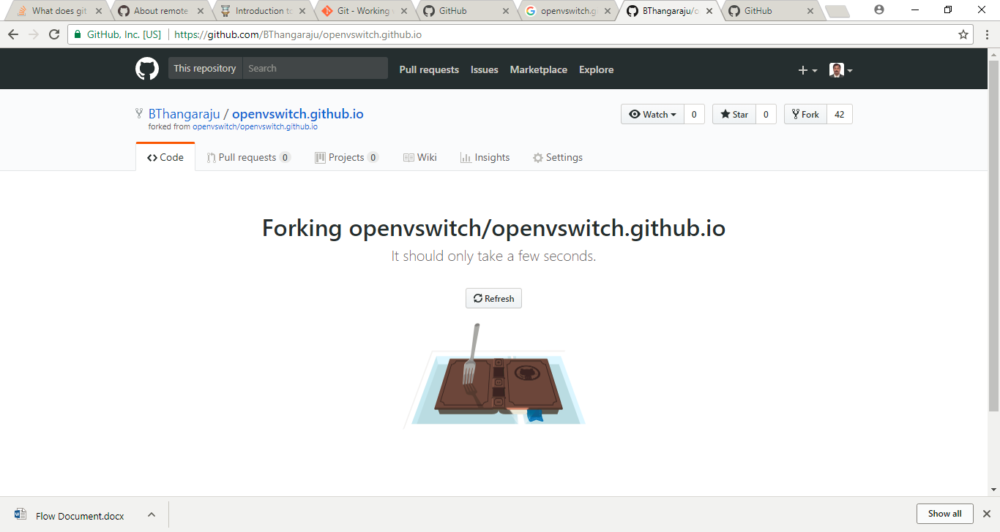 What does git
About remote
Introduction to
Git - Working
GitHub
openvswitch.g
BThangaraju/o
GitHub
GitHub, Inc. [US] https://github.com/BThangaraju/openvswitch.github.io
This repository Search Pull requests Issues Marketplace Explore
BThangaraju / openvswitch.github.io Watch 0 Star 0 Fork 42
forked from openvswitch/openvswitch.github.io
Code Pull requests 0 Projects 0 Wiki Insights Settings
Forking openvswitch/openvswitch.github.io
It should only take a few seconds.
Refresh
Flow Document.docx Show all